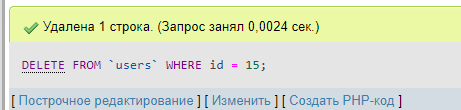 Удалена 1 строка. (Запрос занял 0,0024 сек.)
DELETE FROM `users` WHERE id = 15;
[ Построчное редактирование ] [ Изменить ] [ Создать PHP-код ]